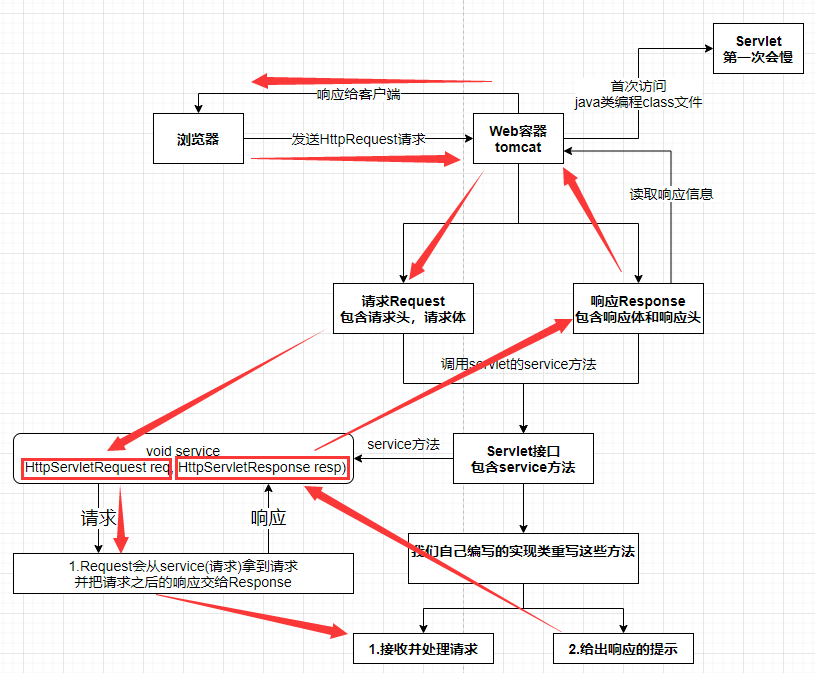 Servlet
第一次会慢
首次访问
java类编程class文件
响应给客户端
浏览器
发送HttpRequest请求
Web容器
tomcat
读取响应信息
请求Request
包含请求头，请求体
响应Response
包含响应体和响应头
调用servlet的service方法
void service
HttpServletRequest req, HttpServletResponse resp)
service方法
Servlet接口
包含service方法
请求
响应
我们自己编写的实现类重写这些方法
1.Request会从service(请求)拿到请求
并把请求之后的响应交给Response
1.接收并处理请求
2.给出响应的提示